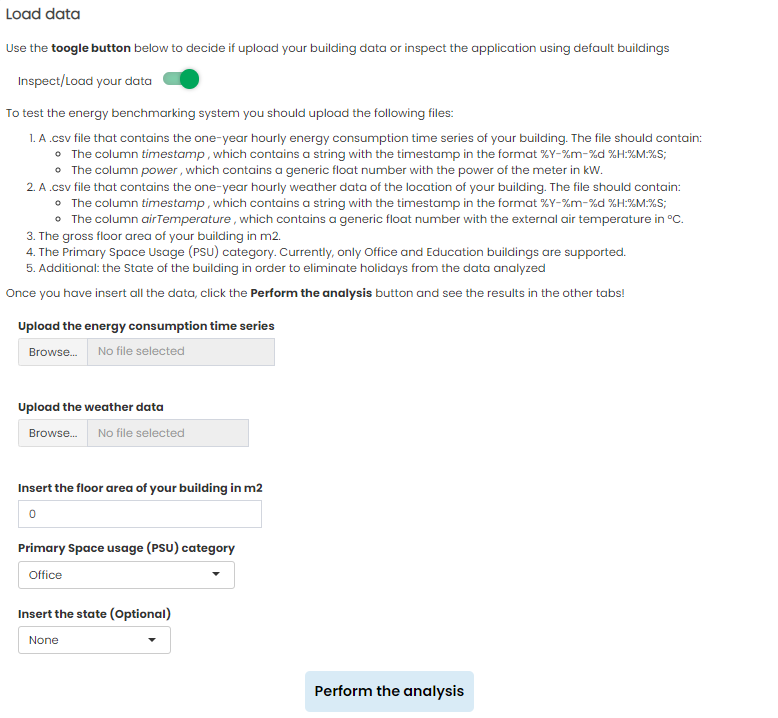 Load data
Use the toogle button below to decide if upload your building data or inspect the application using default buildings
Inspect/Load your data
To test the energy benchmarking system you should upload the following files:
1. A .csv file that contains the one-year hourly energy consumption time series of your building. The file should contain:
The column timestamp , which contains a string with the timestamp in the format %Y-%m-%d %H:%M:%S;
The column power , which contains a generic float number with the power of the meter in kW.
2. A .csv file that contains the one-year hourly weather data of the location of your building. The file should contain:
The column timestamp , which contains a string with the timestamp in the format %Y-%m-%d %H:%M:%S;
The column airTemperature , which contains a generic float number with the external air temperature in °C.
3. The gross floor area of your building in m2.
4. The Primary Space Usage (PSU) category. Currently, only Office and Education buildings are supported.
5. Additional: the State of the building in order to eliminate holidays from the data analyzed
Once you have insert all the data, click the Perform the analysis button and see the results in the other tabs!
Upload the energy consumption time series
Browse... No file selected
Upload the weather data
Browse... No file selected
Insert the floor area of your building in m2
0
Primary Space usage (PSU) category
Office
Insert the state (Optional)
None
Perform the analysis